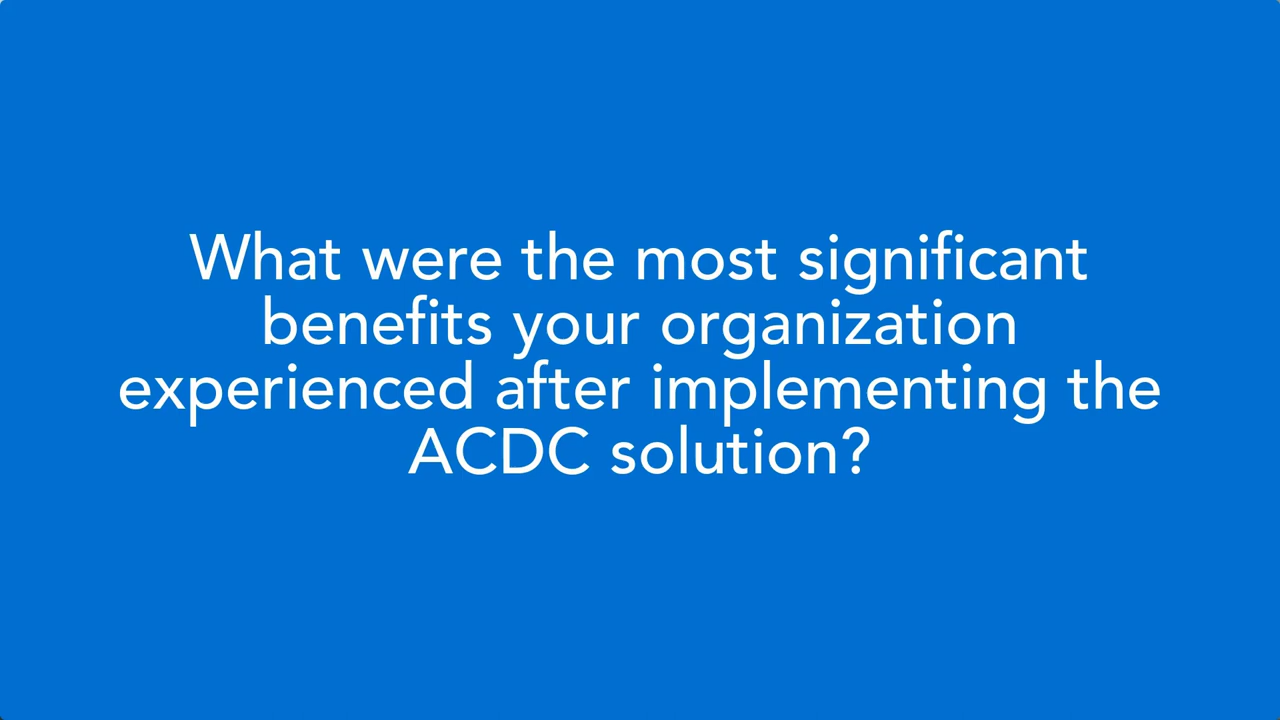 What were the most significant
benefits your organization
experienced after implementing the
ACDC solution?